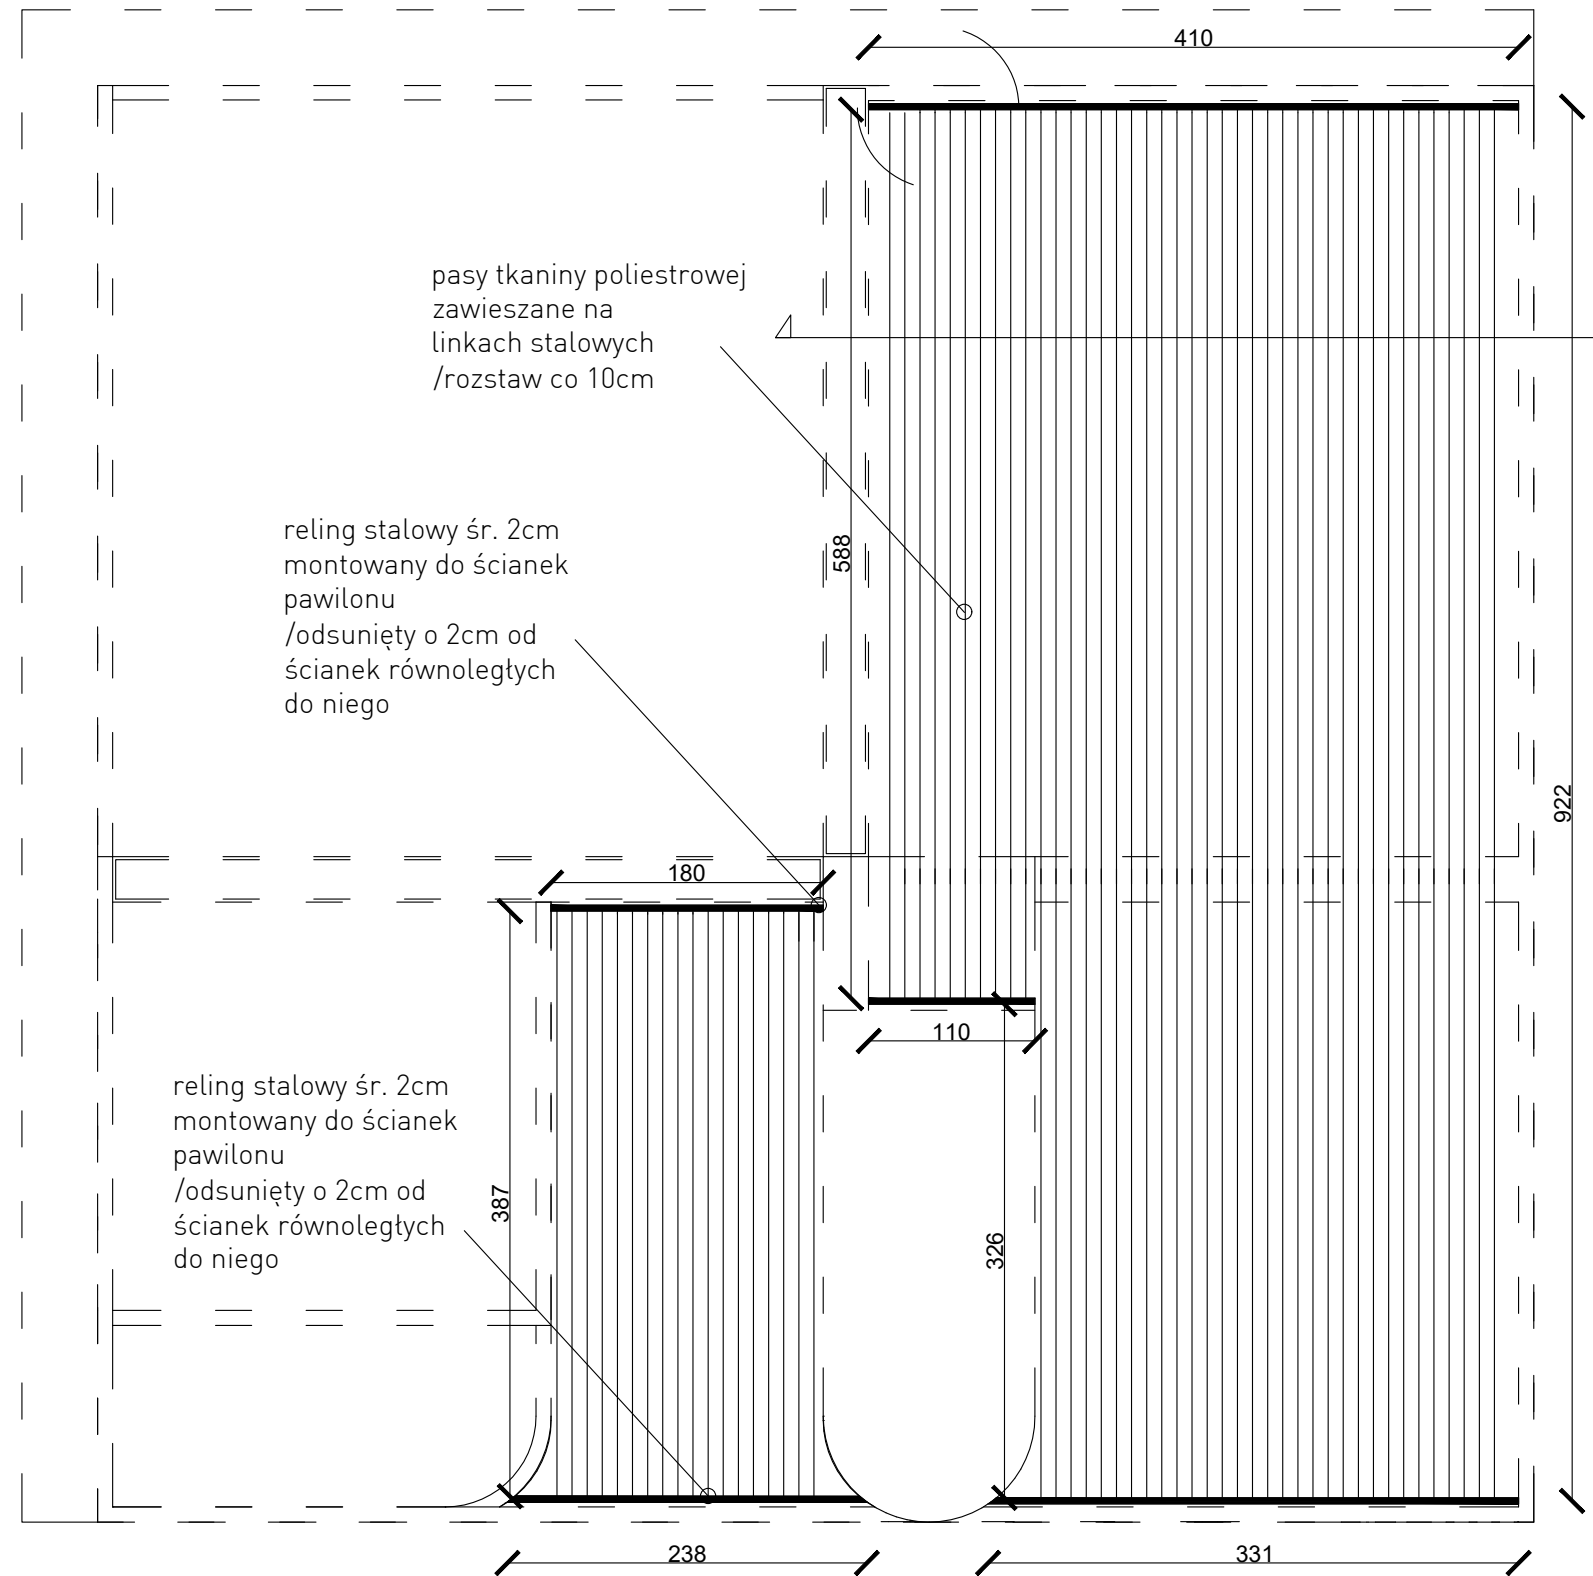 410
pasy tkaniny poliestrowej
zawieszane na
linkach stalowych
/rozstaw co 10cm
reling stalowy śr. 2cm
montowany do ścianek
pawilonu
/odsunięty o 2cm od
ścianek równoległych
do niego
588
922
180
110
reling stalowy śr. 2cm
montowany do ścianek
pawilonu
/odsunięty o 2cm od
ścianek równoległych
do niego
387
326
238
331